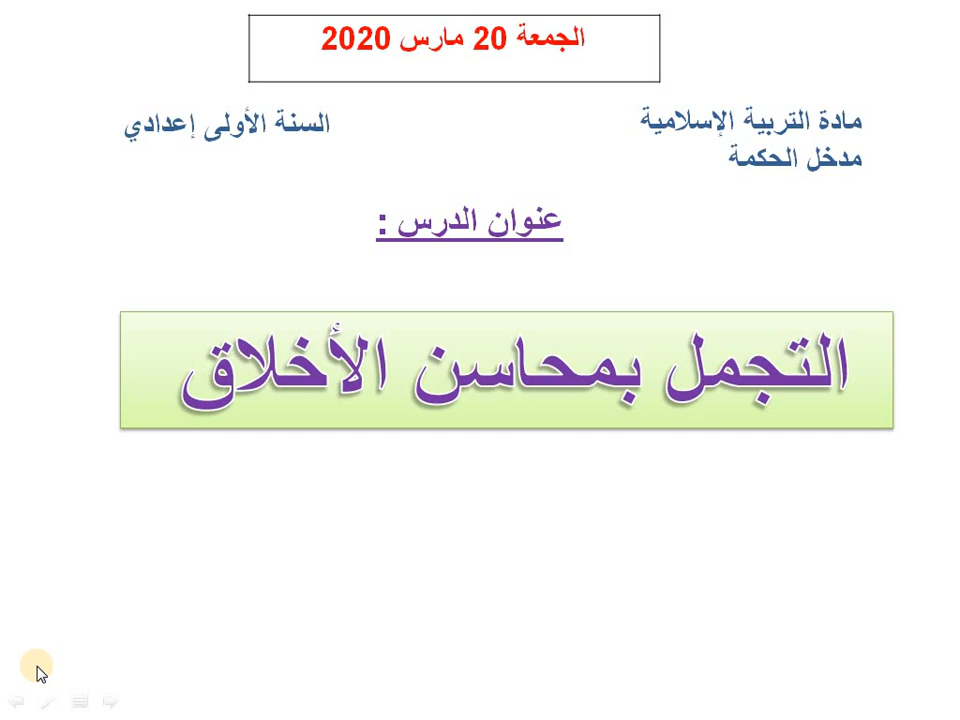 الجمعة 20 مارس 2020
مادة التربية الإسلامية
السنة الأولى إعدادي
مدخل الحكمة
عنوان الدرس :
التجمل بمحاسن الأخلاق